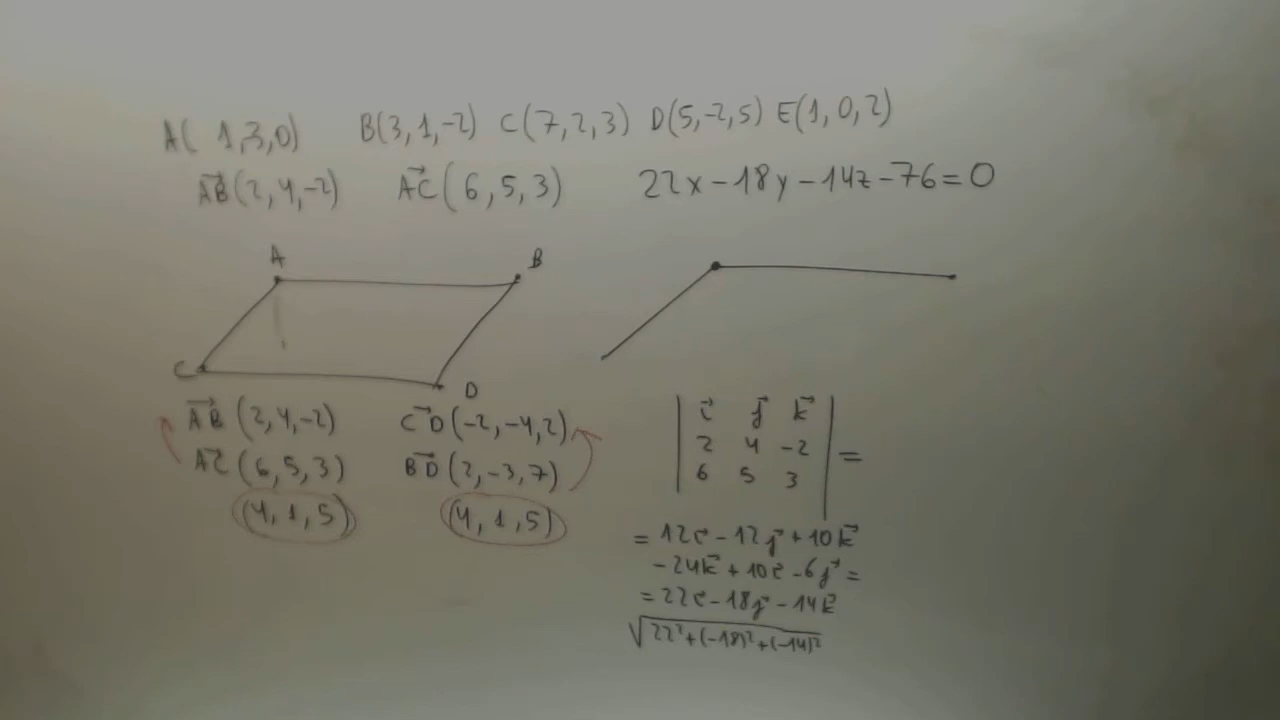 A( 1,3,0) B(3,1,-2) C(7,2,3) D(5,-2,5) E(1,0,2)
AB→(2,4,-2) AC→(6,5,3) 22x-18y-14z-76=0
A B
C D
AB→(2,4,-2) CD→(-2,-4,2)
AC→(6,5,3) BD→(2,-3,7)
(4,1,5) (4,1,5)
| i→ j→ k→ |
| 2 4 -2 | =
| 6 5 3 |
= 12i→ - 12j→ + 10k→
- 24k→ + 10i→ - 6j→ =
= 22i→ - 18j→ - 14k→
√22²+(-18)²+(-14)²